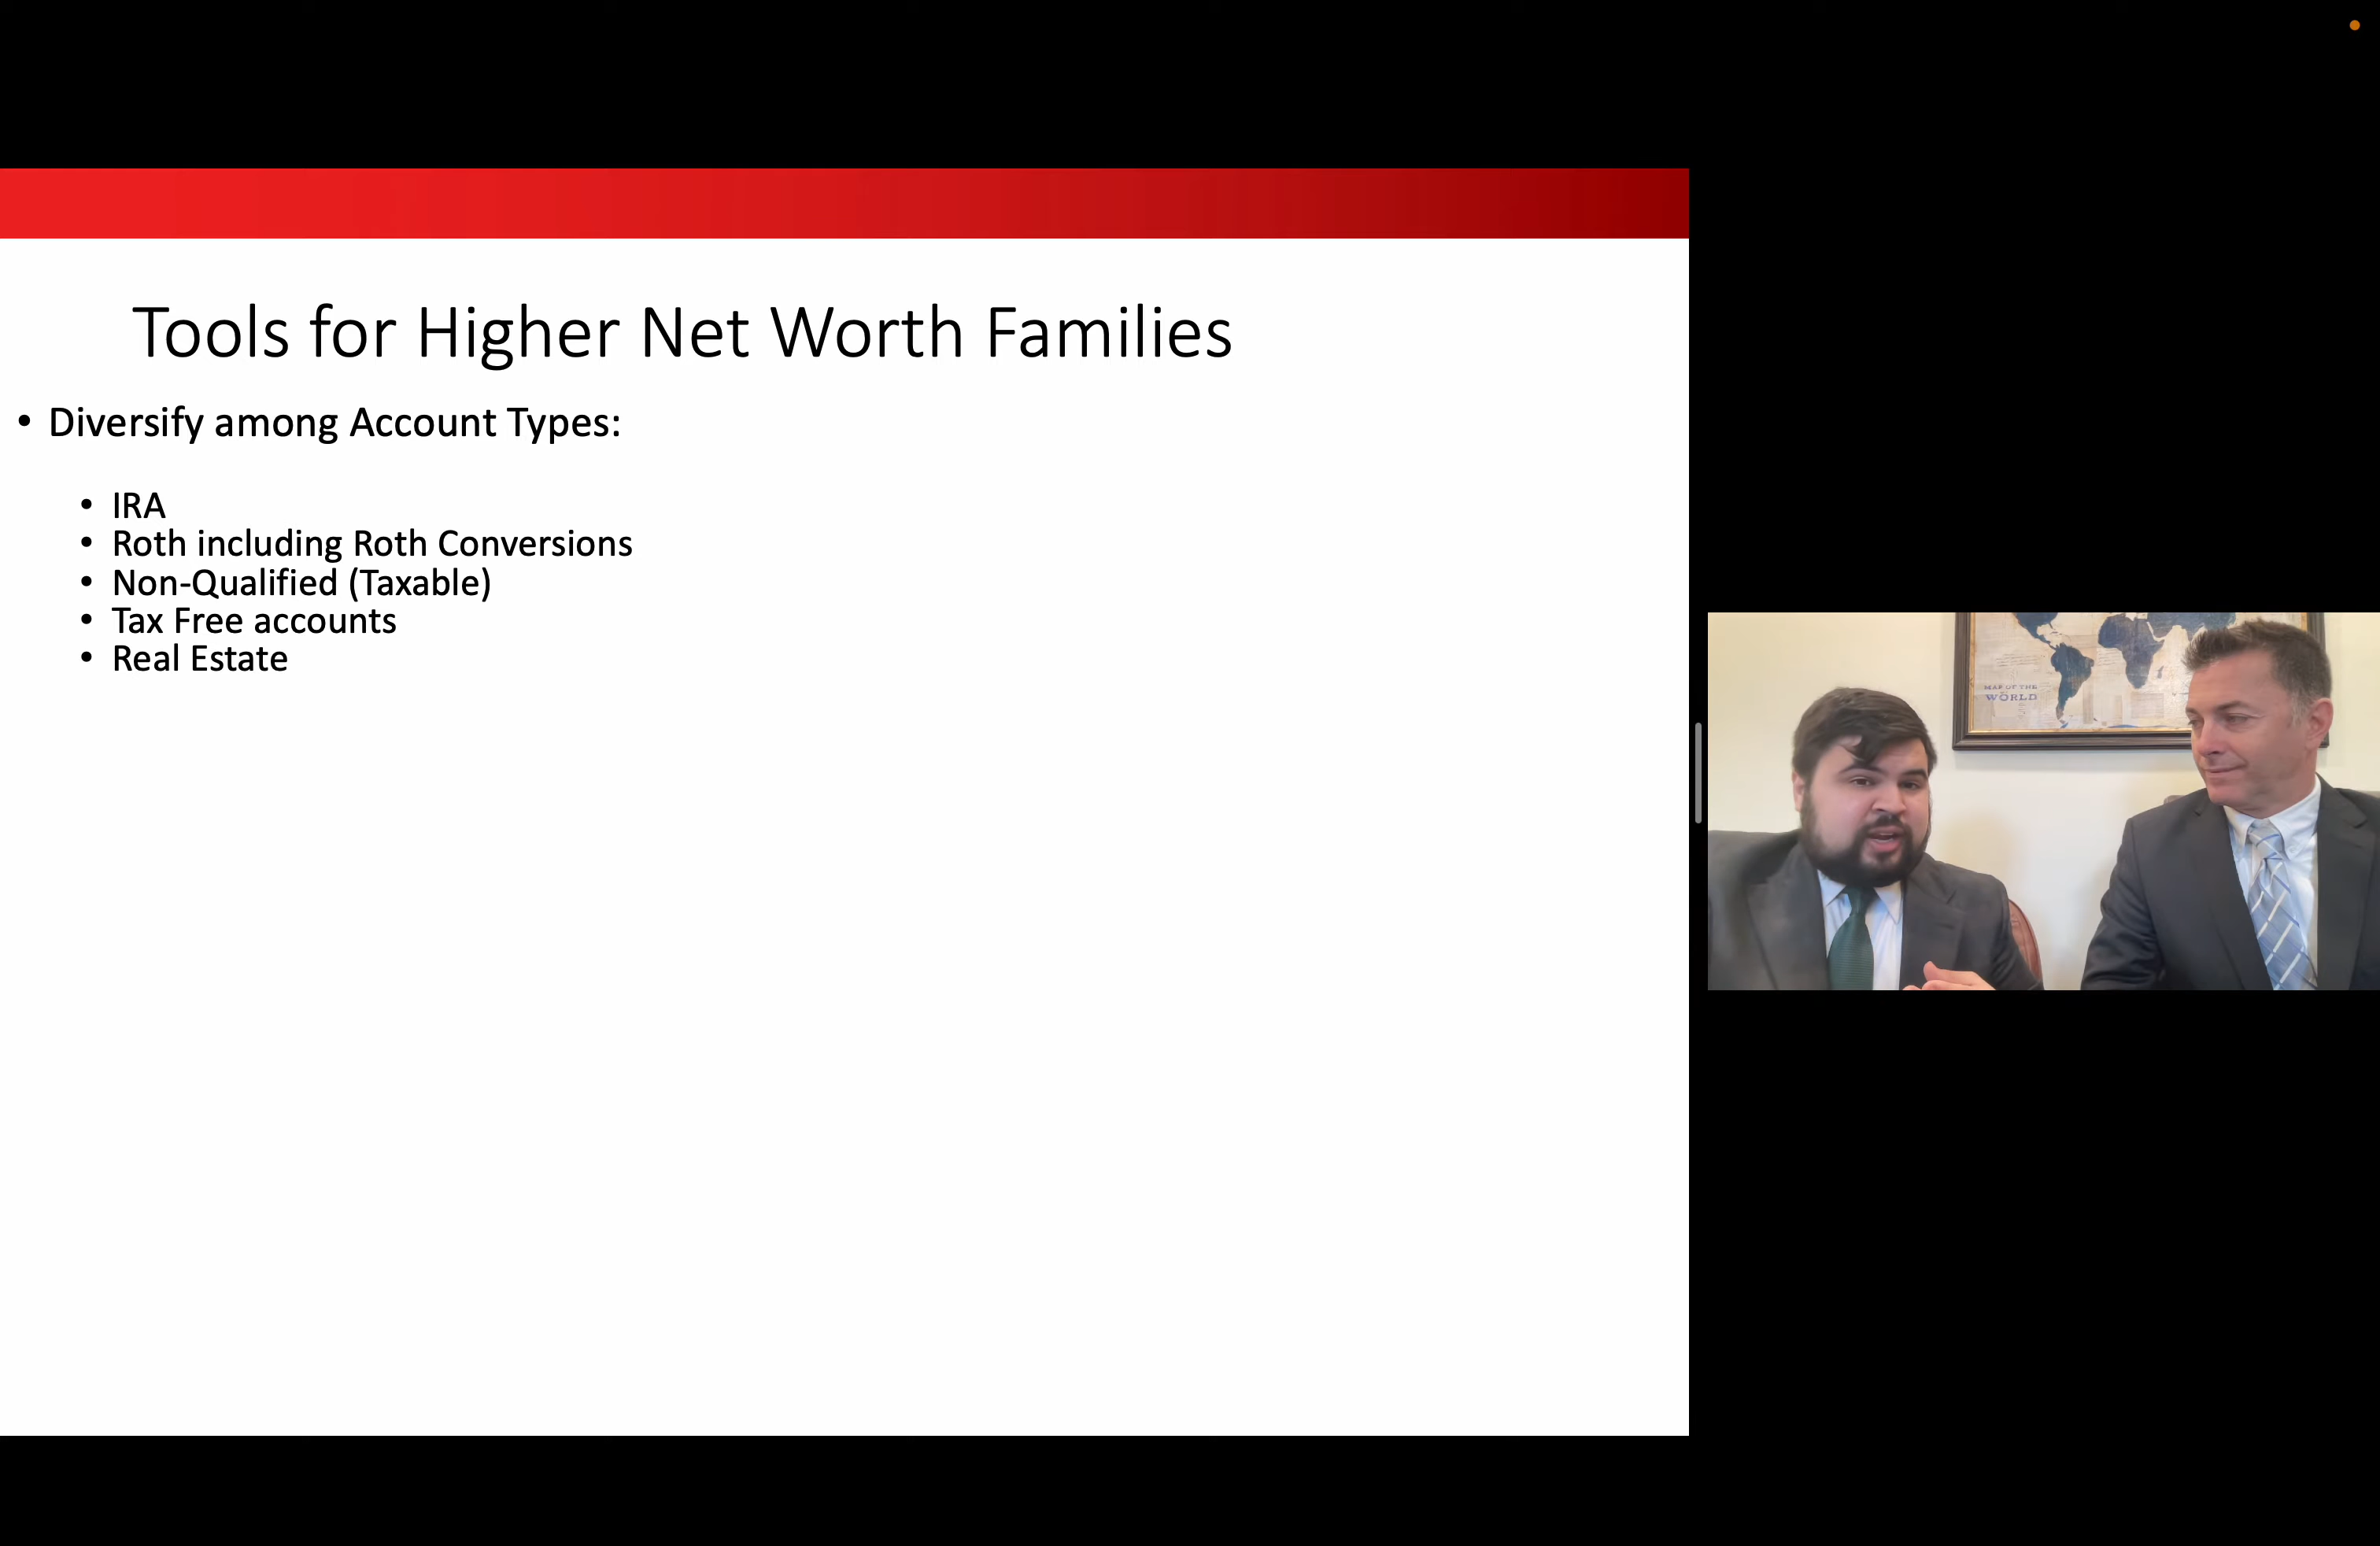 Tools for Higher Net Worth Families
• Diversify among Account Types:
• IRA
• Roth including Roth Conversions
• Non-Qualified (Taxable)
• Tax Free accounts
• Real Estate
MAP OF THE
WORLD